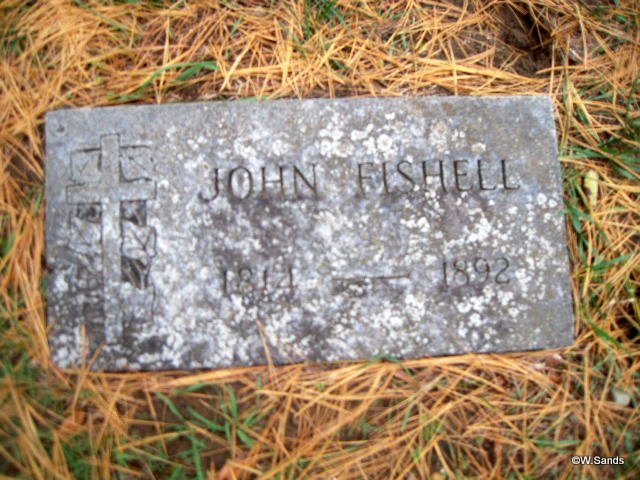 JOHN FISHELL
1814 — 1892
©W.Sands